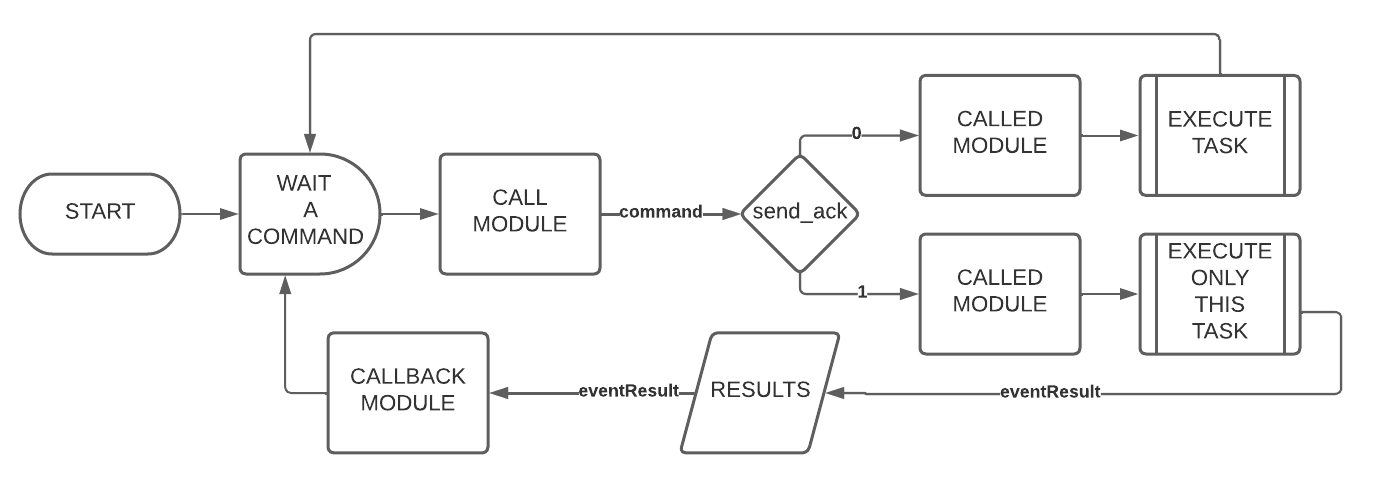 START
WAIT
A
COMMAND
CALL
MODULE
command
send_ack
0
CALLED
MODULE
EXECUTE
TASK
1
CALLED
MODULE
EXECUTE
ONLY
THIS
TASK
eventResult
RESULTS
eventResult
CALLBACK
MODULE